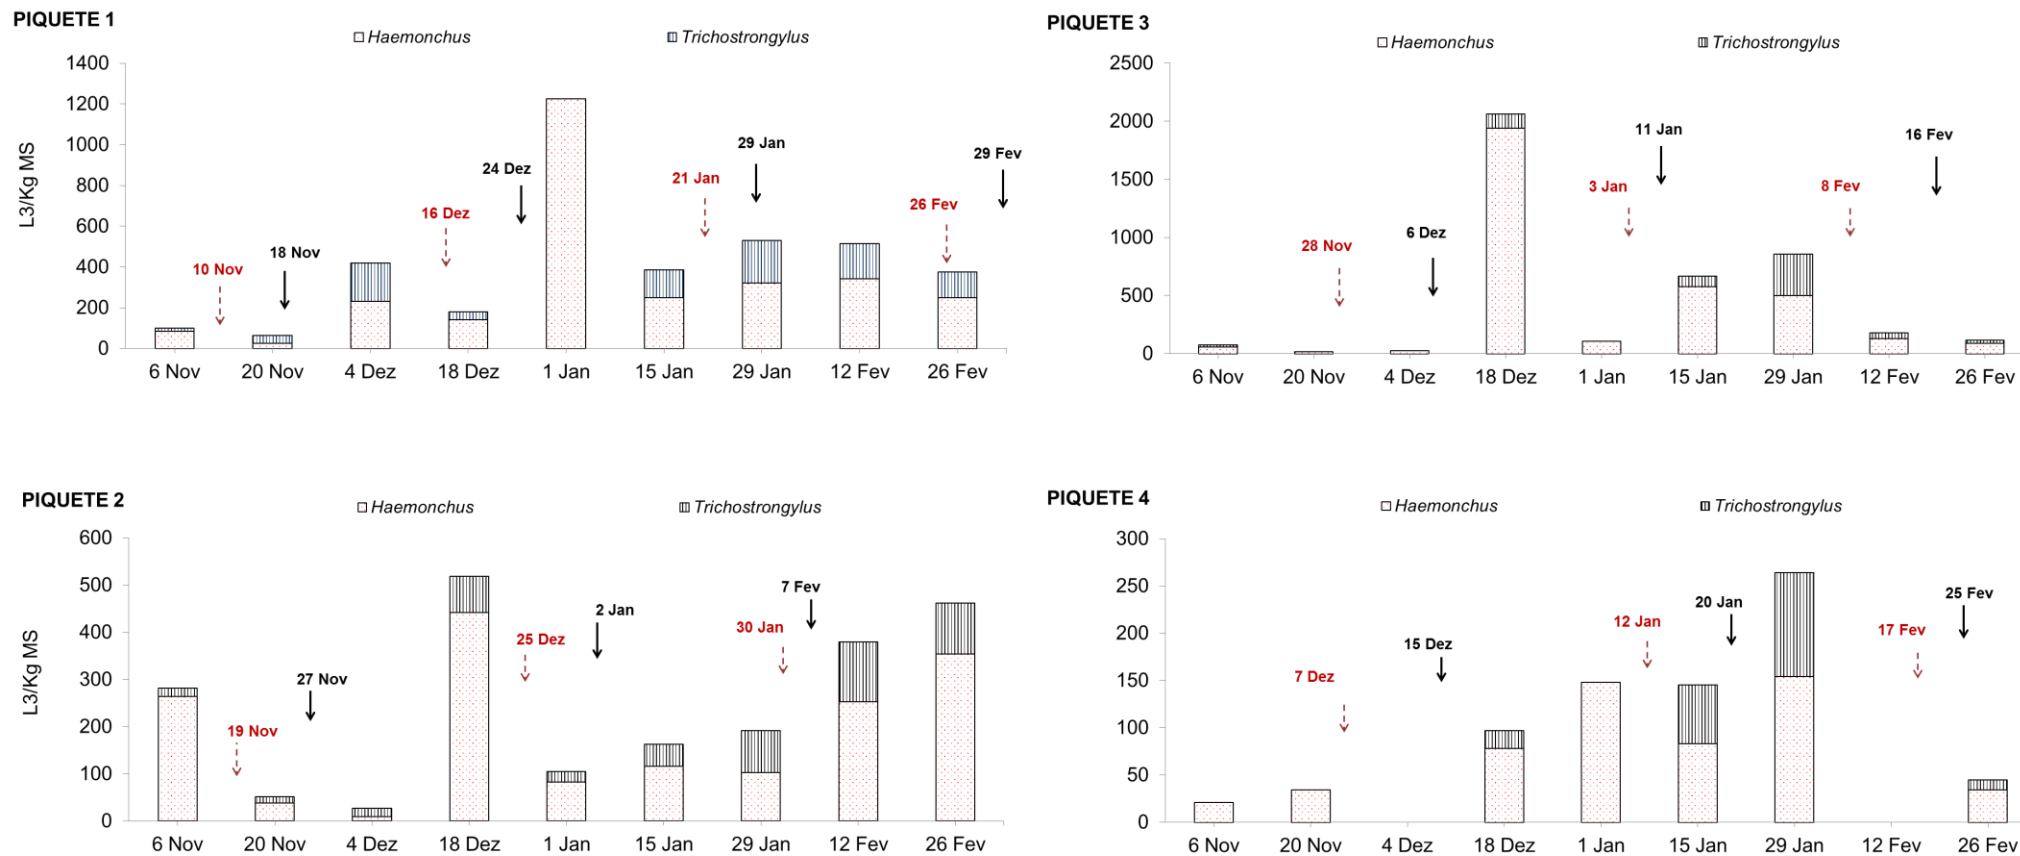 PIQUETE 1
Haemonchus Trichostrongylus
1400
1200
1000
800
600
400
200
0
L3/Kg MS
10 Nov
18 Nov
16 Dez
24 Dez
21 Jan
29 Jan
26 Fev
29 Fev
6 Nov 20 Nov 4 Dez 18 Dez 1 Jan 15 Jan 29 Jan 12 Fev 26 Fev
PIQUETE 3
Haemonchus Trichostrongylus
2500
2000
1500
1000
500
0
28 Nov
6 Dez
3 Jan
11 Jan
8 Fev
16 Fev
6 Nov 20 Nov 4 Dez 18 Dez 1 Jan 15 Jan 29 Jan 12 Fev 26 Fev
PIQUETE 2
Haemonchus Trichostrongylus
600
500
400
300
200
100
0
L3/Kg MS
19 Nov
27 Nov
25 Dez
2 Jan
30 Jan
7 Fev
6 Nov 20 Nov 4 Dez 18 Dez 1 Jan 15 Jan 29 Jan 12 Fev 26 Fev
PIQUETE 4
Haemonchus Trichostrongylus
300
250
200
150
100
50
0
7 Dez
15 Dez
12 Jan
20 Jan
17 Fev
25 Fev
6 Nov 20 Nov 4 Dez 18 Dez 1 Jan 15 Jan 29 Jan 12 Fev 26 Fev